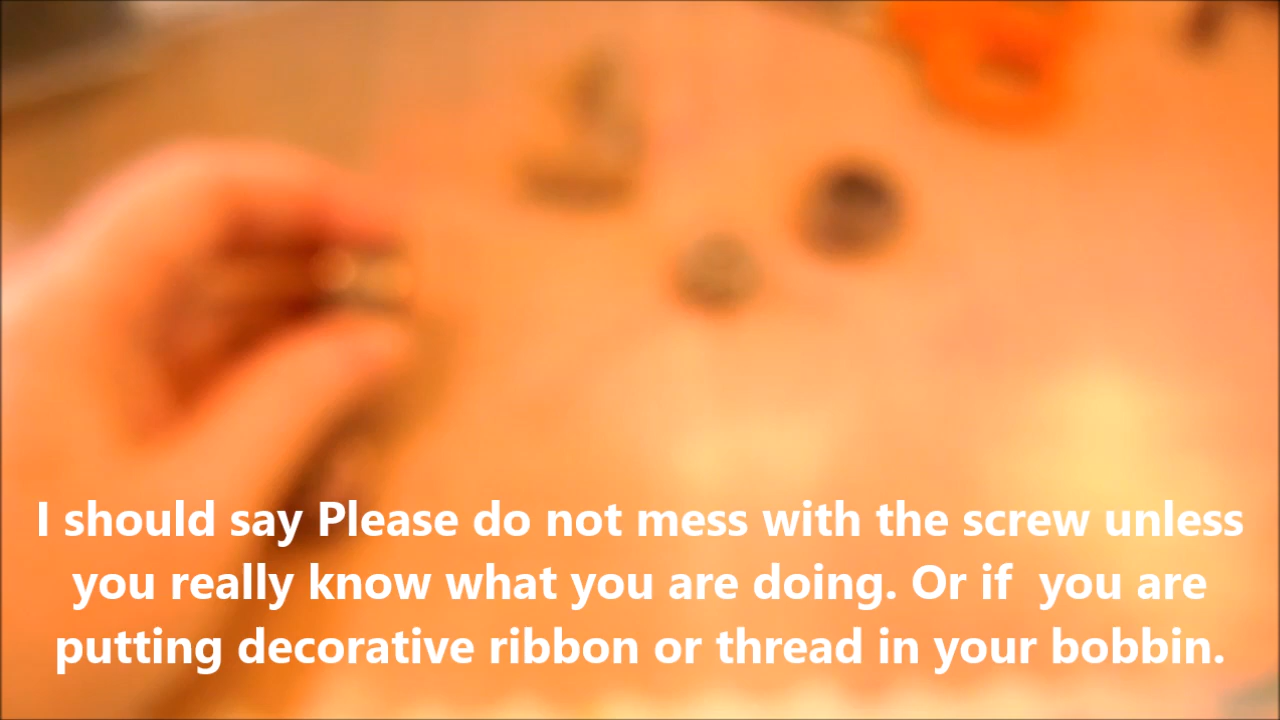 I should say Please do not mess with the screw unless
you really know what you are doing. Or if  you are
putting decorative ribbon or thread in your bobbin.